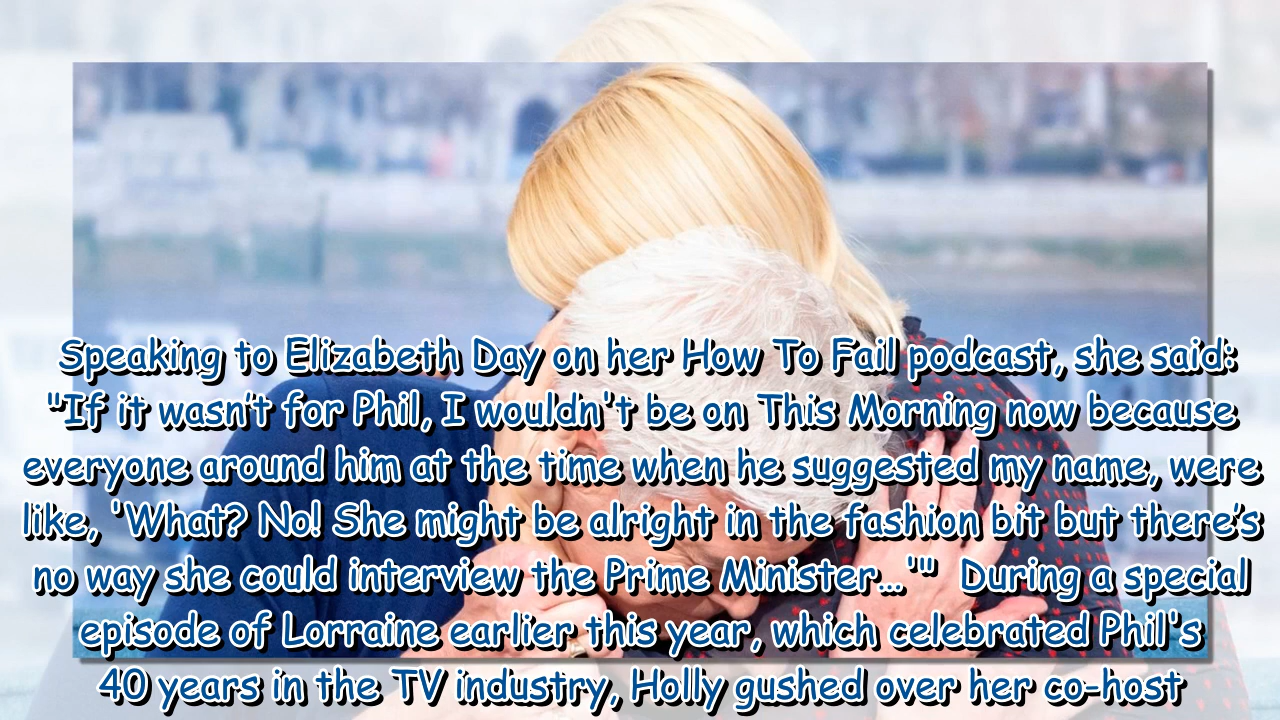 Speaking to Elizabeth Day on her How To Fail podcast, she said:
"If it wasn't for Phil, I wouldn't be on This Morning now because
everyone around him at the time when he suggested my name, were
like, 'What? No! She might be alright in the fashion bit but there's
no way she could interview the Prime Minister...'"  During a special
episode of Lorraine earlier this year, which celebrated Phil's
40 years in the TV industry, Holly gushed over her co-host